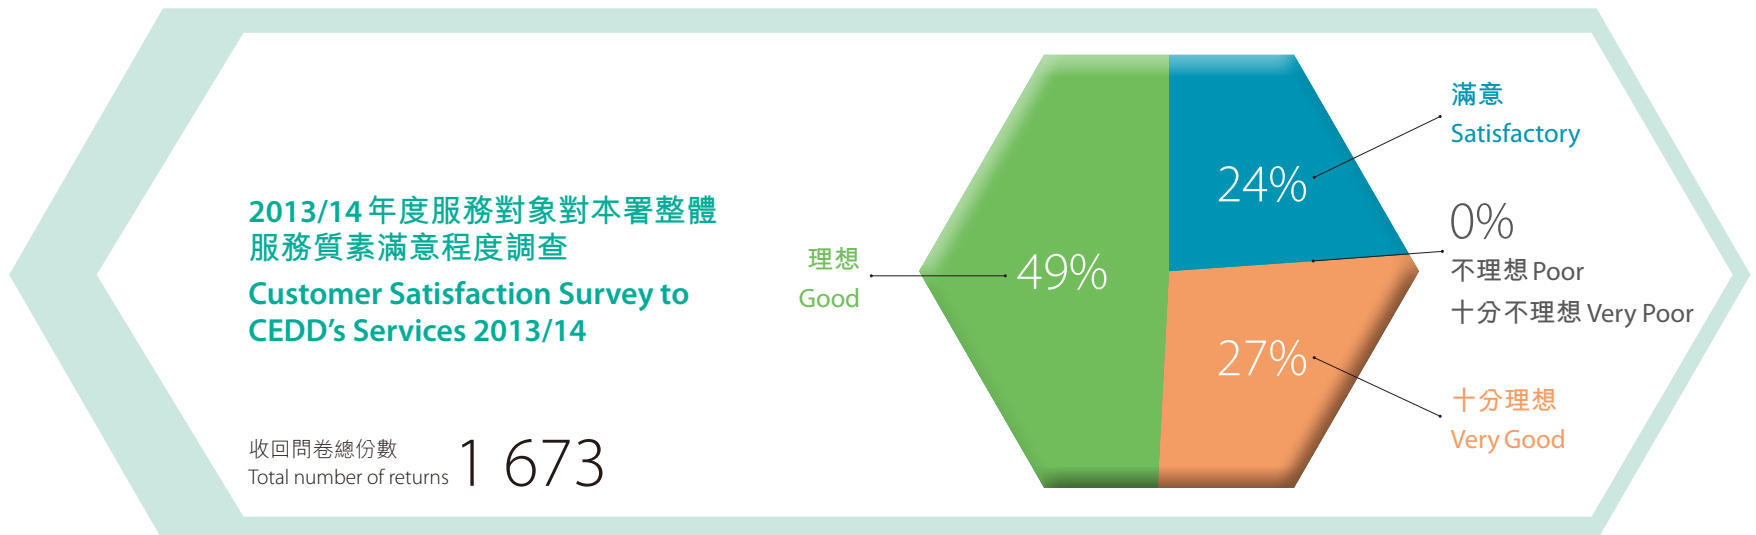 2013/14 年度服務對象對本署整體
服務質素滿意程度調查
Customer Satisfaction Survey to
CEDD’s Services 2013/14
收回問卷總份數
Total number of returns
1 673
理想
Good
49%
24%
27%
滿意
Satisfactory
0%
不理想 Poor
十分不理想 Very Poor
十分理想
Very Good